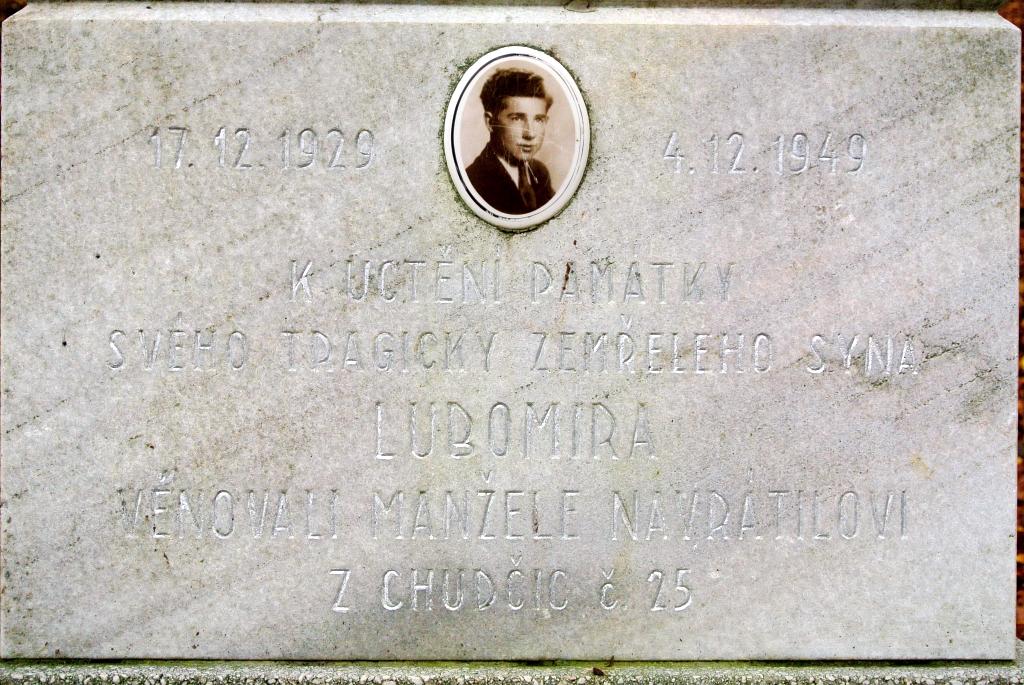 17. 12. 1929 4. 12. 1949
K UCTĚNÍ PAMÁTKY
SVÉHO TRAGICKY ZEMŘELÉHO SYNA
LUBOMÍRA
VĚNOVALI MANŽELÉ NAVRÁTILOVI
Z CHUDČIC č. 25